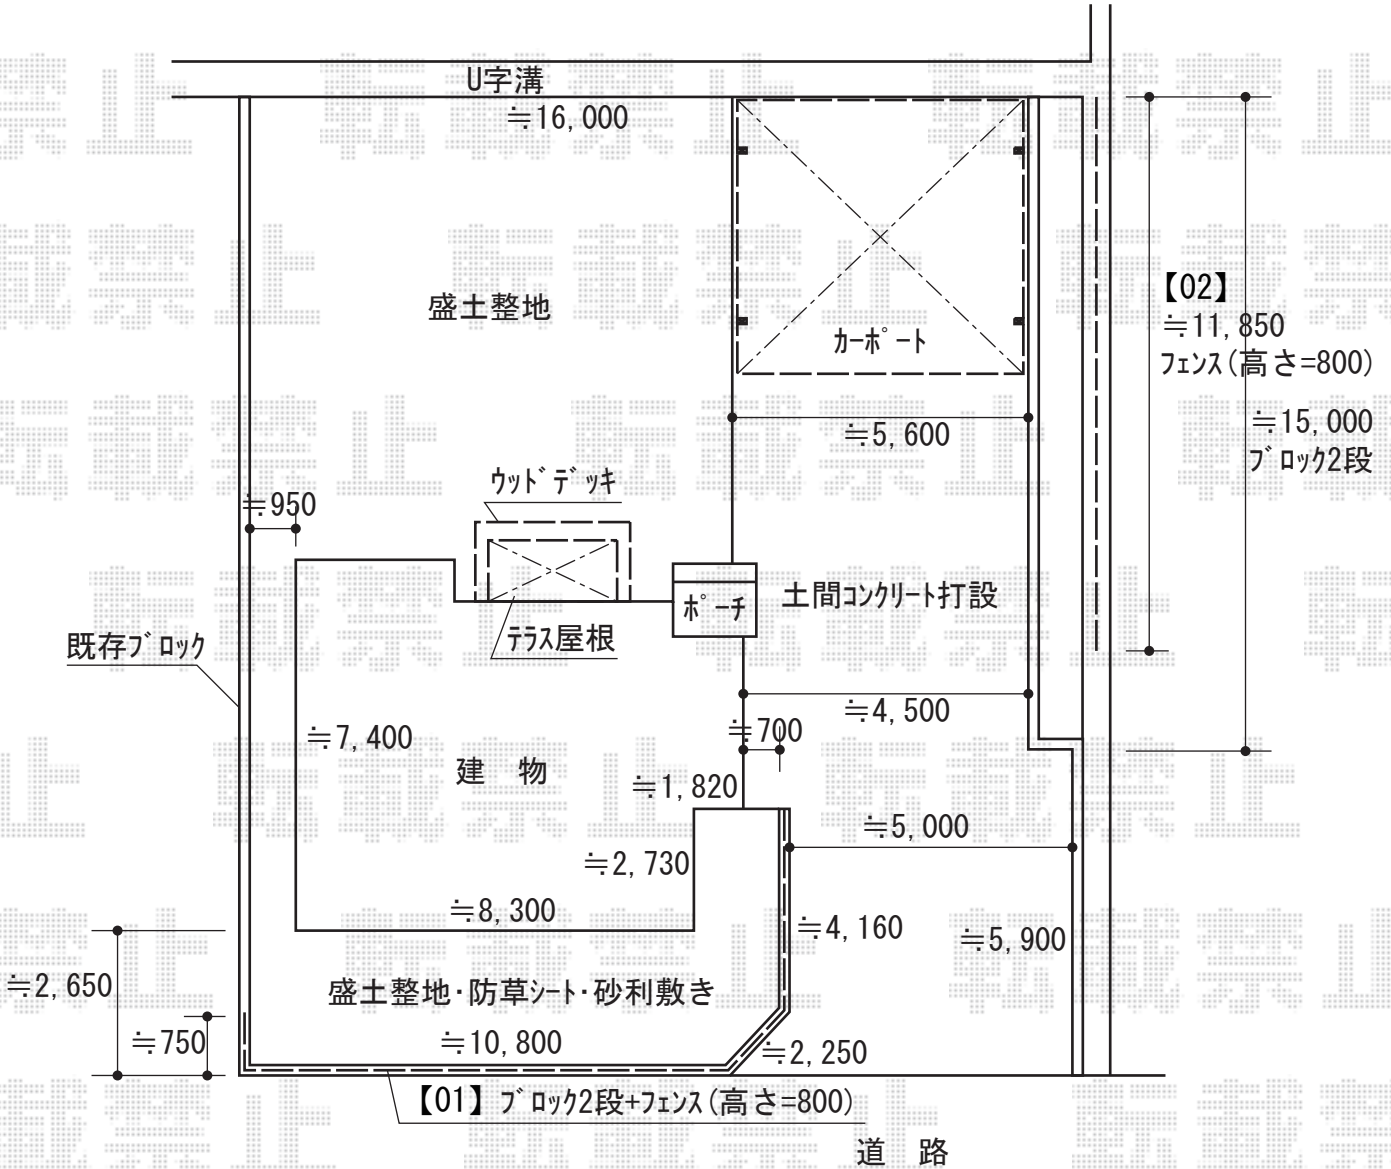 U字溝
≒16,000
【02】
≒11,850
フェンス(高さ=800)
盛土整地
カーポート
≒15,000
ブロック2段
≒5,600
ウッドデッキ
≒950
ポーチ
土間コンクリート打設
テラス屋根
既存ブロック
≒4,500
≒700
≒7,400
建 物
≒1,820
≒5,000
≒2,730
≒8,300
≒4,160
≒5,900
≒2,650
盛土整地・防草シート・砂利敷き
≒750
≒10,800
≒2,250
【01】ブロック2段+フェンス(高さ=800)
道 路
転載禁止